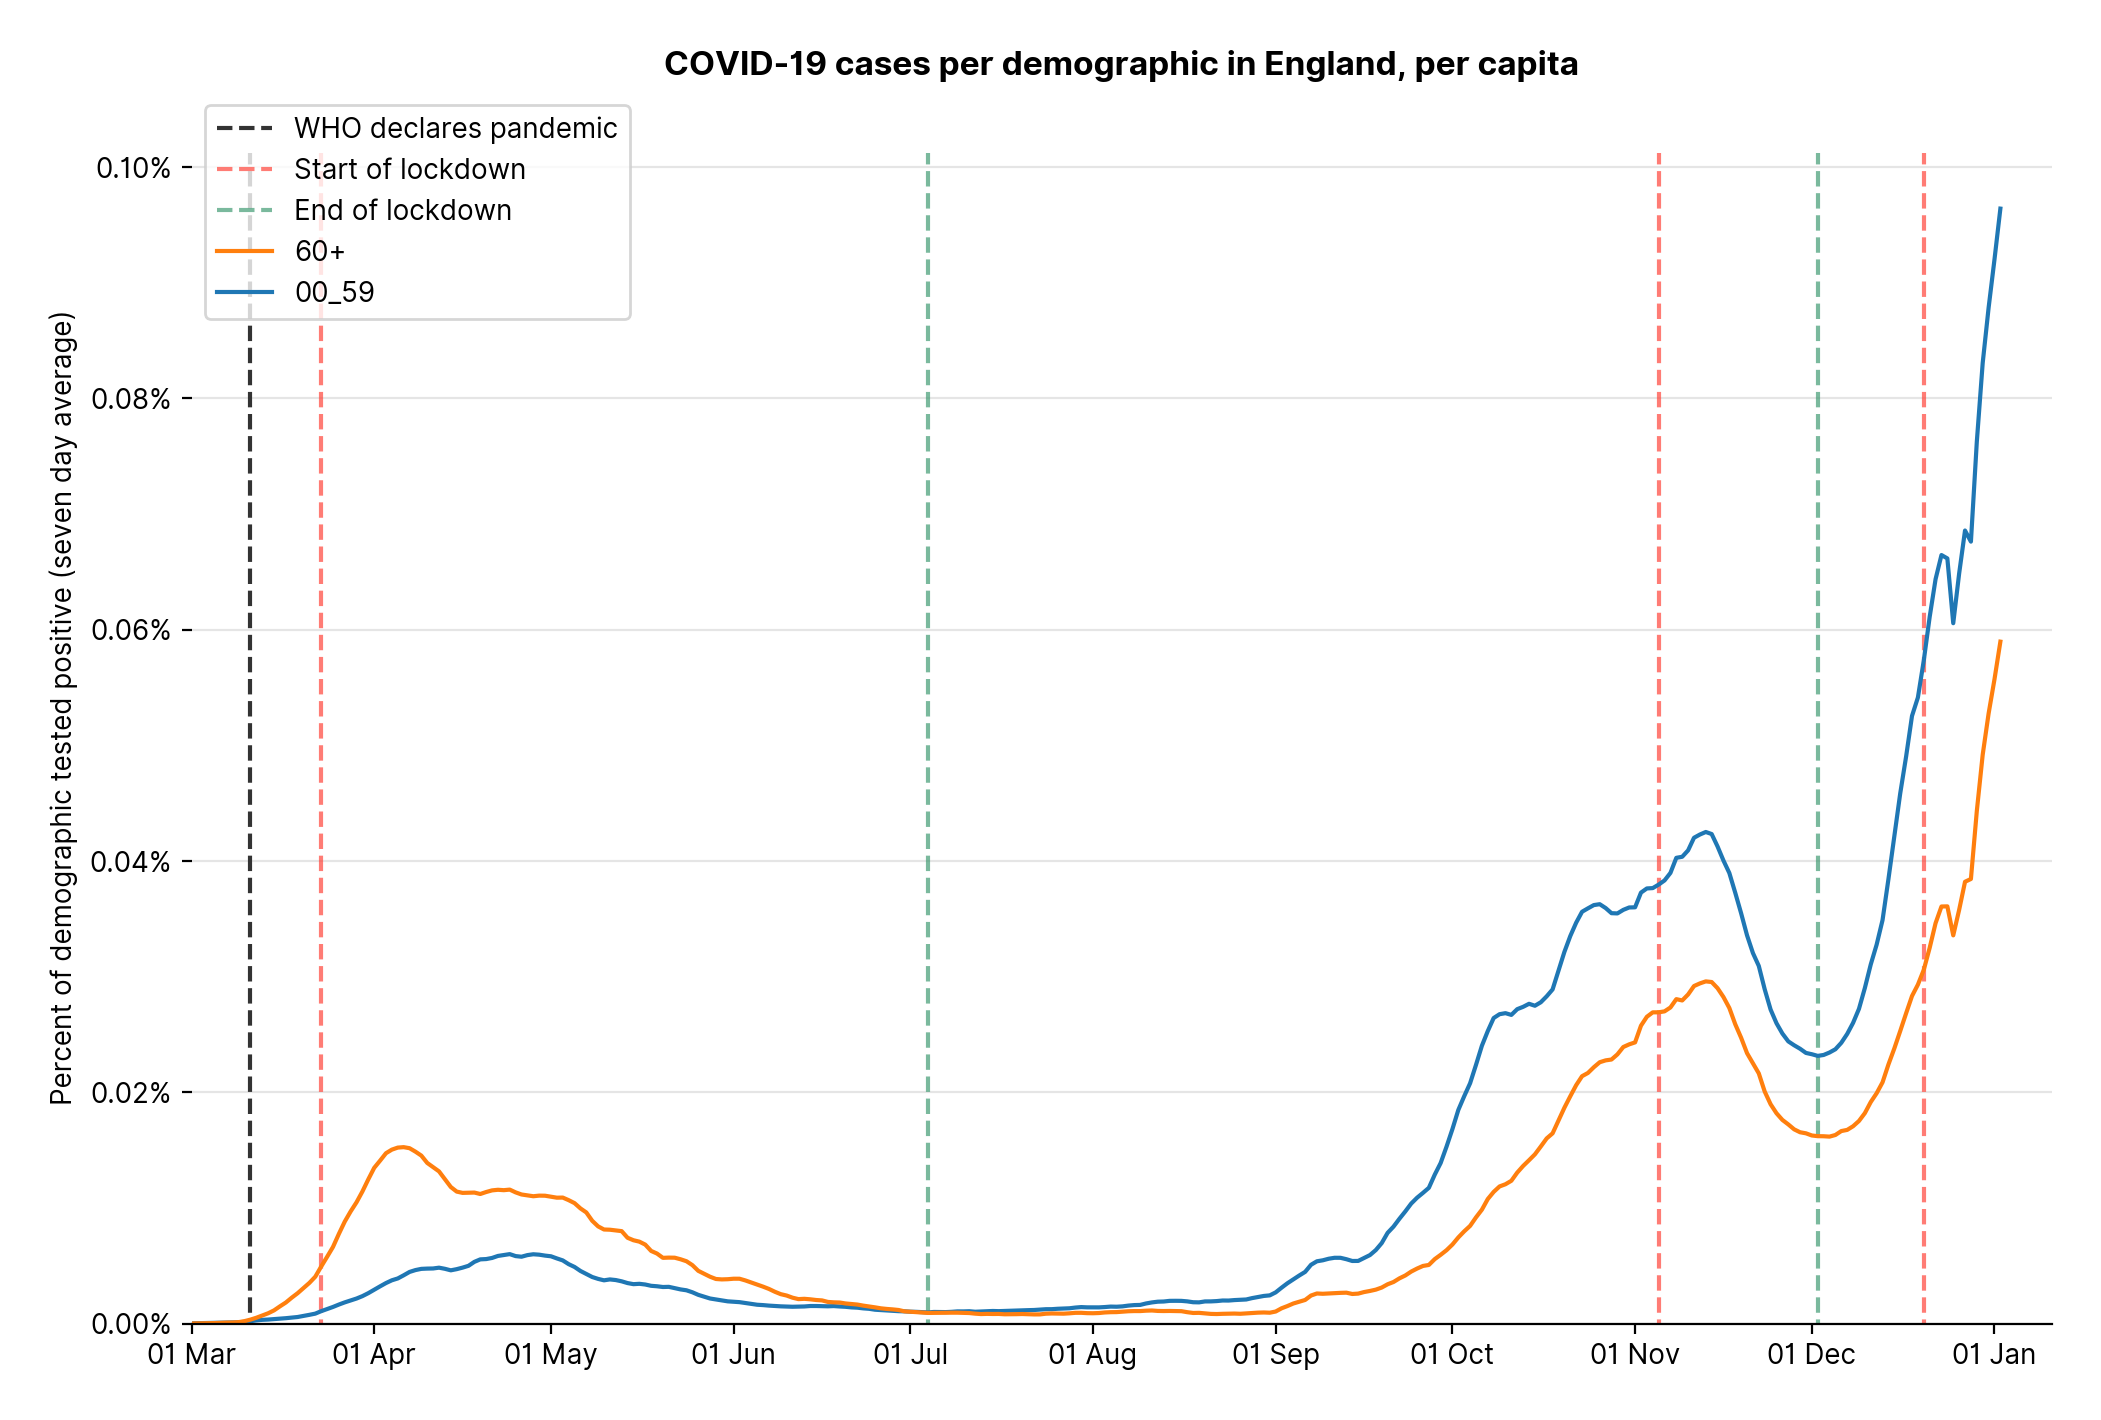 COVID-19 cases per demographic in England, per capita
WHO declares pandemic
Start of lockdown
End of lockdown
60+
00_59
Percent of demographic tested positive (seven day average)
0.10%
0.08%
0.06%
0.04%
0.02%
0.00%
01 Mar 01 Apr 01 May 01 Jun 01 Jul 01 Aug 01 Sep 01 Oct 01 Nov 01 Dec 01 Jan